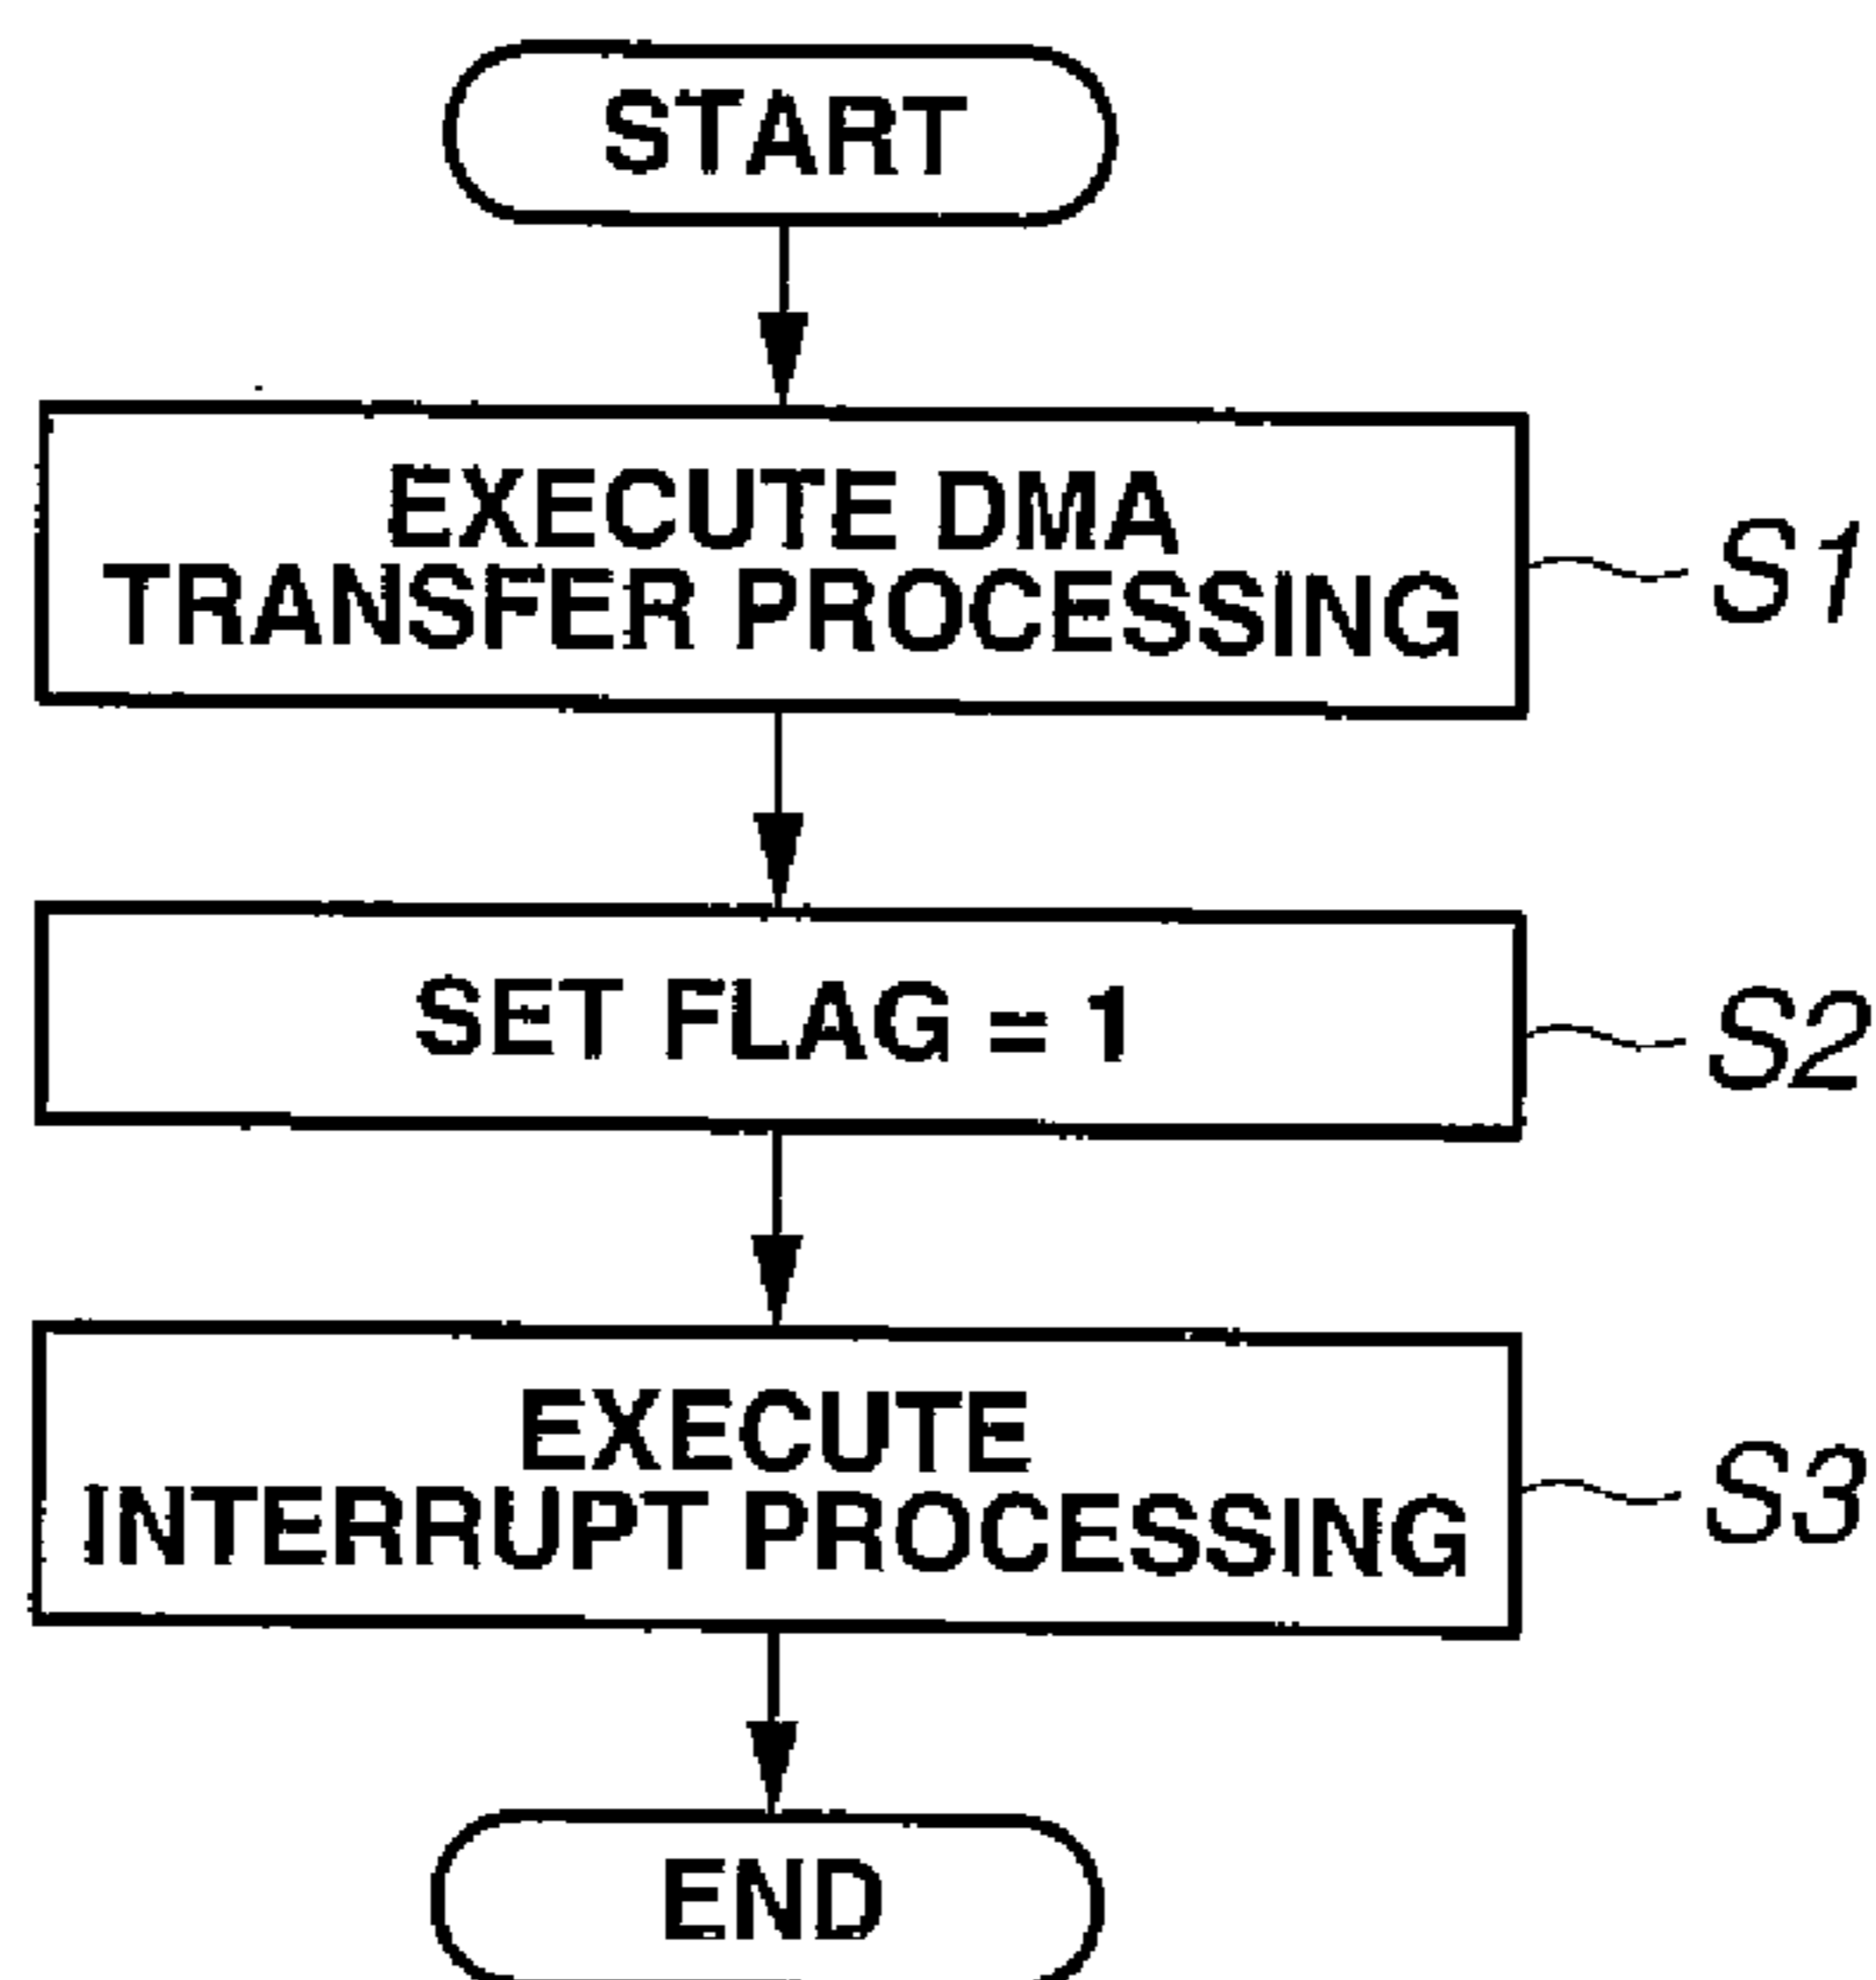 START
EXECUTE DMA
TRANSFER PROCESSING
S1
SET FLAG = 1
S2
EXECUTE
INTERRUPT PROCESSING
S3
END